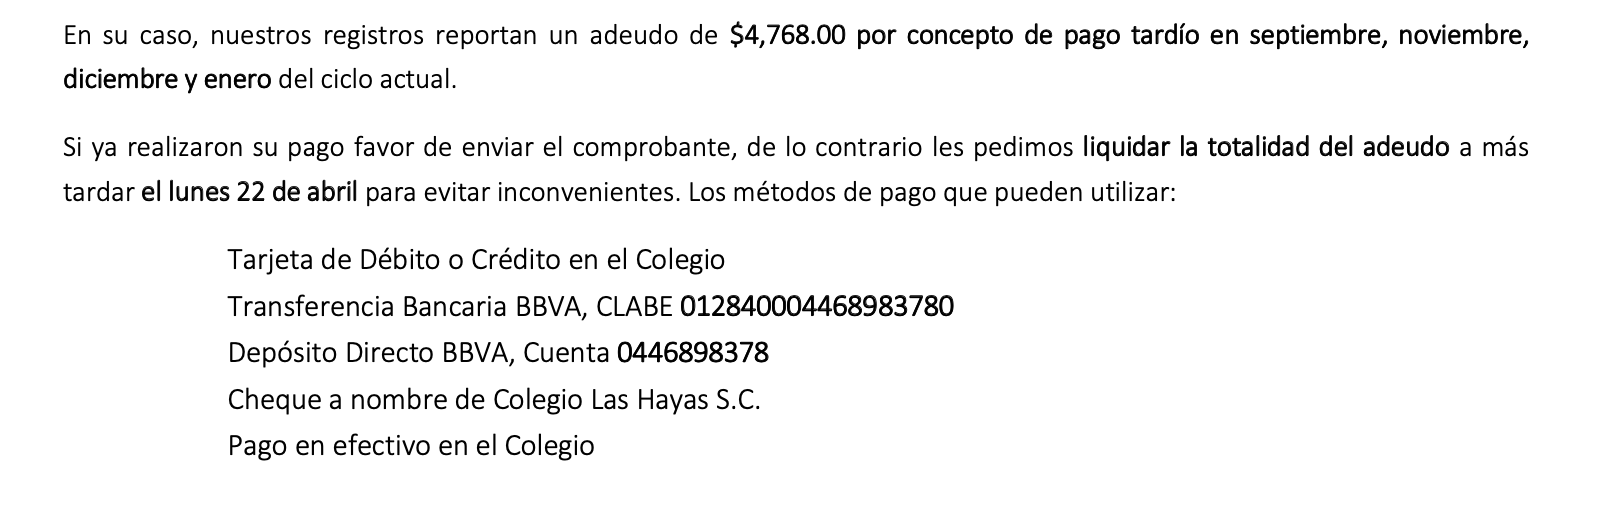 En su caso, nuestros registros reportan un adeudo de $4,768.00 por concepto de pago tardío en septiembre, noviembre,
diciembre y enero del ciclo actual.
Si ya realizaron su pago favor de enviar el comprobante, de lo contrario les pedimos liquidar la totalidad del adeudo a más
tardar el lunes 22 de abril para evitar inconvenientes. Los métodos de pago que pueden utilizar:
Tarjeta de Débito o Crédito en el Colegio
Transferencia Bancaria BBVA, CLABE 012840004468983780
Depósito Directo BBVA, Cuenta 0446898378
Cheque a nombre de Colegio Las Hayas S.C.
Pago en efectivo en el Colegio